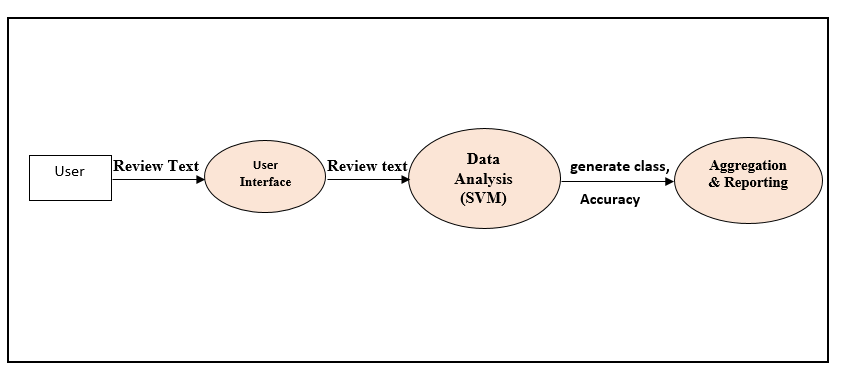 User
Review Text
User
Interface
Review text
Data
Analysis
(SVM)
generate class,
Accuracy
Aggregation
& Reporting